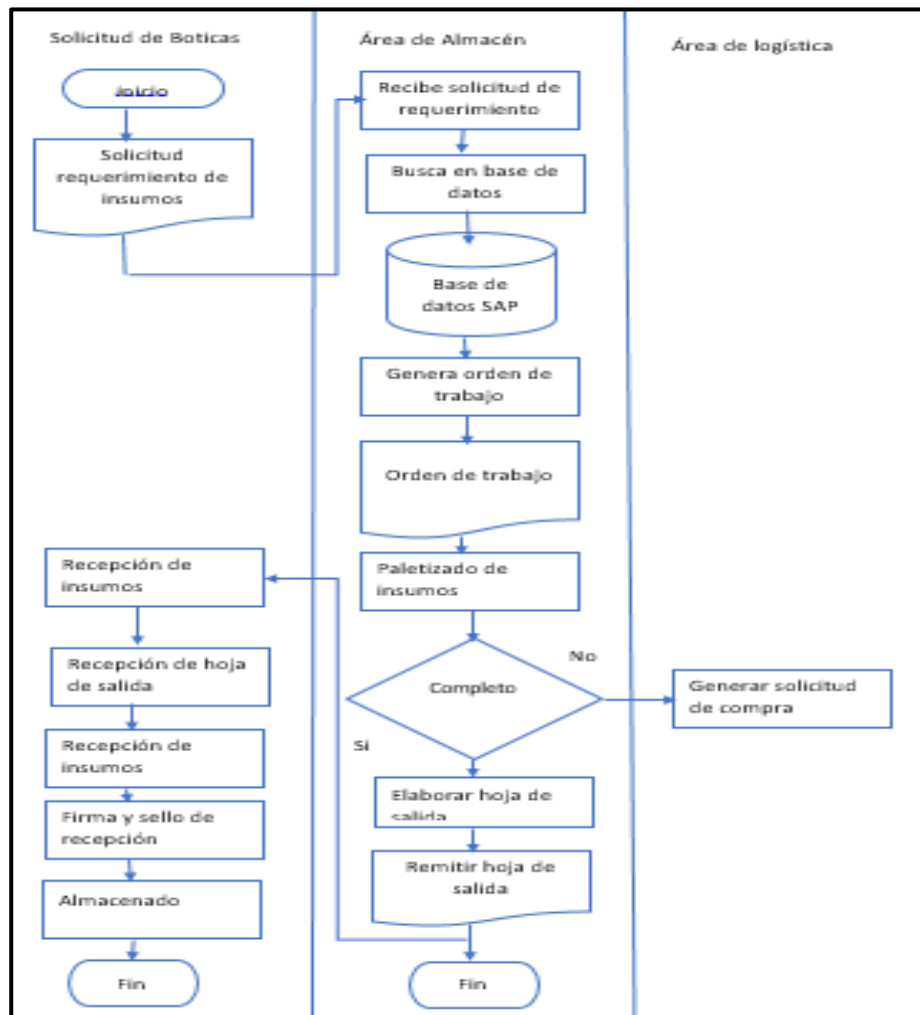 Solicitud de Boticas
Inicio
Solicitud
requerimiento de
insumos
Recepción de
insumos
Recepción de hoja
de salida
Recepción de
insumos
Firma y sello de
recepción
Almacenado
Fin
Área de Almacén
Recibe solicitud de
requerimiento
Busca en base de
datos
Base de
datos SAP
Genera orden de
trabajo
Orden de trabajo
Paletizado de
insumos
Completo
No
Si
Elaborar hoja de
salida
Remitir hoja de
salida
Fin
Área de logística
Generar solicitud
de compra